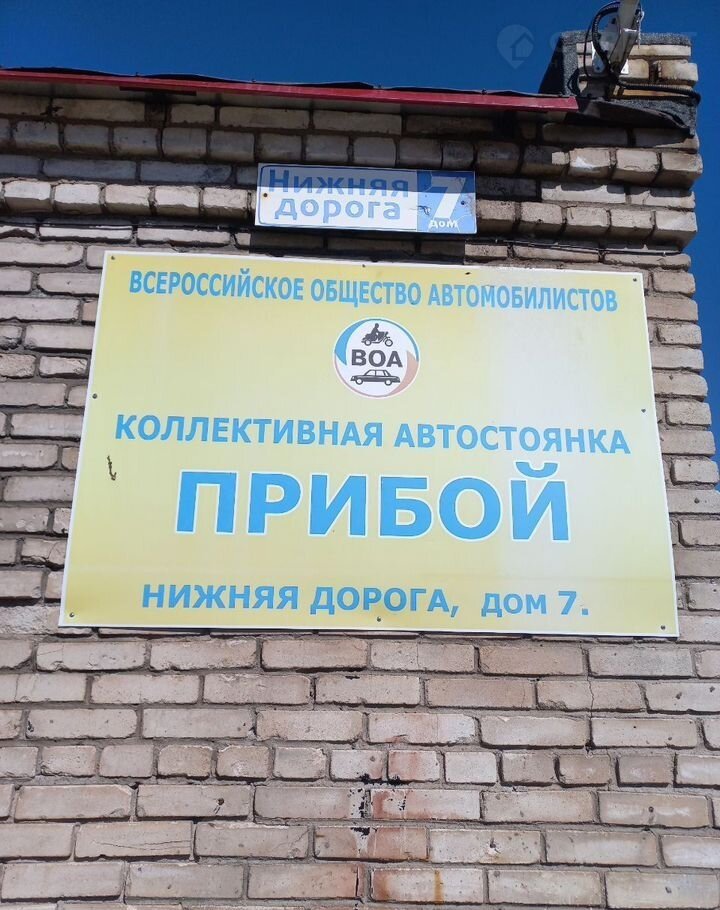 Нижняя
дорога
7
дом
ВСЕРОССИЙСКОЕ ОБЩЕСТВО АВТОМОБИЛИСТОВ
ВОА
КОЛЛЕКТИВНАЯ АВТОСТОЯНКА
ПРИБОЙ
НИЖНЯЯ ДОРОГА, ДОМ 7.